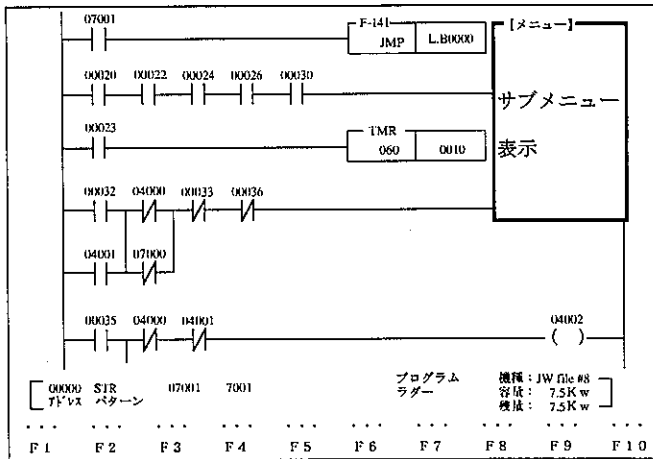 07001
F-141
JMP L.B0000
【メニュー】
サブメニュー
表示
00020 00022 00024 00026 00030
00023
TMR
060 0010
00032 04000 00033 00036
04001 07000
00035 04000 04001 04002
00000 STR 07001 7001
アドレス パターン
プログラム
ラダー
機種：JW file #8
容量： 7.5K w
残量： 7.5K w
F1 F2 F3 F4 F5 F6 F7 F8 F9 F10